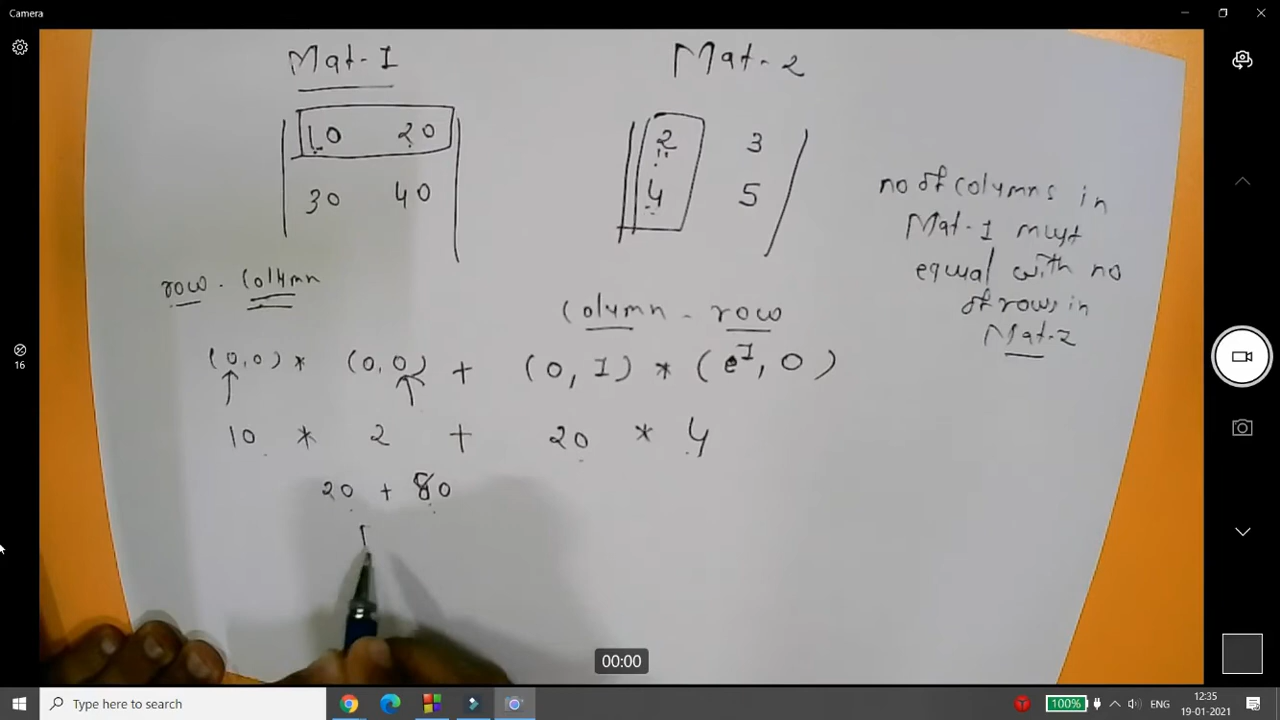 Camera
Mat-1 Mat-2
10 20 2 3
30 40 4 5
no of columns in
Mat-1 must
equal with no
of rows in
Mat-2
row - Column
Column - row
(0,0) * (0,0) + (0,1) * (1,0)
10 * 2 + 20 * 4
20 + 80
16
00:00
Type here to search
100%
ENG
12:35
19-01-2021